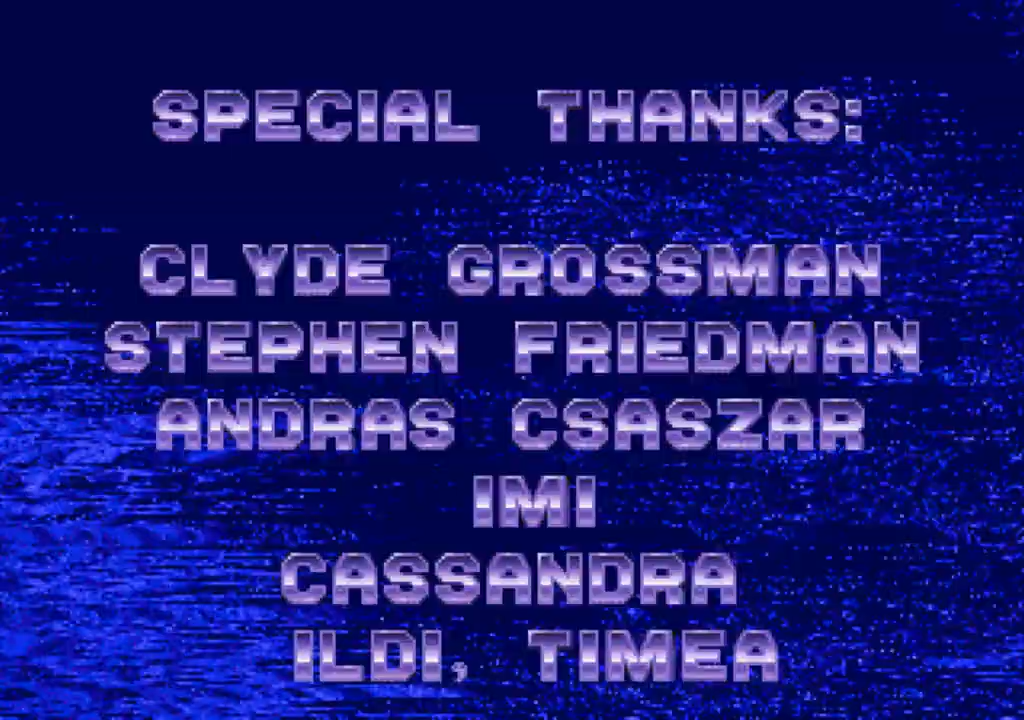 SPECIAL THANKS:
CLYDE GROSSMAN
STEPHEN FRIEDMAN
ANDRAS CSASZAR
IMI
CASSANDRA
ILDI, TIMEA